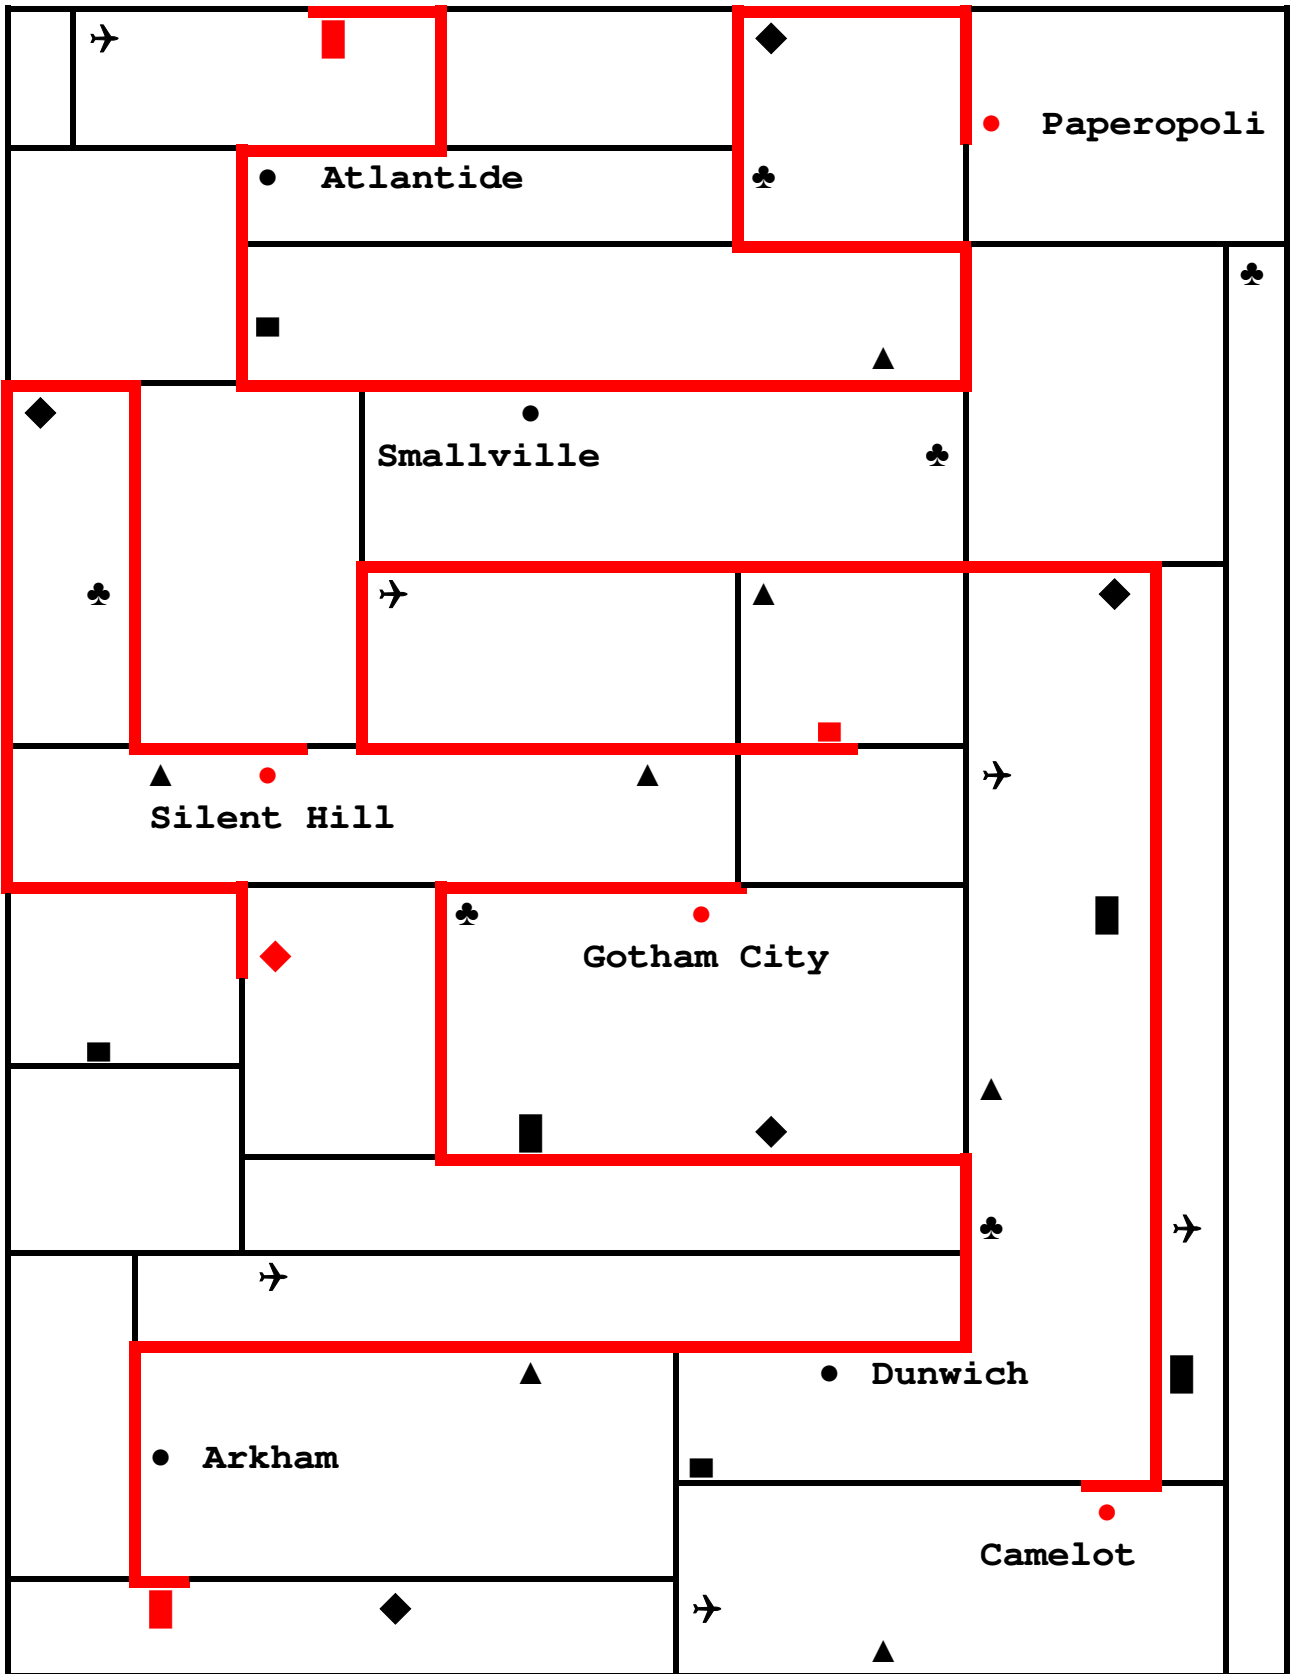 Paperopoli
Atlantide
Smallville
Silent Hill
Gotham City
Dunwich
Arkham
Camelot